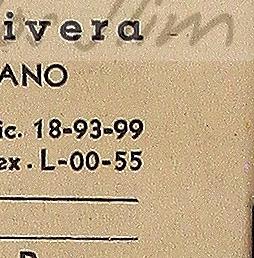 ivera -
ANO
ic. 18-93-99
ex. L-00-55